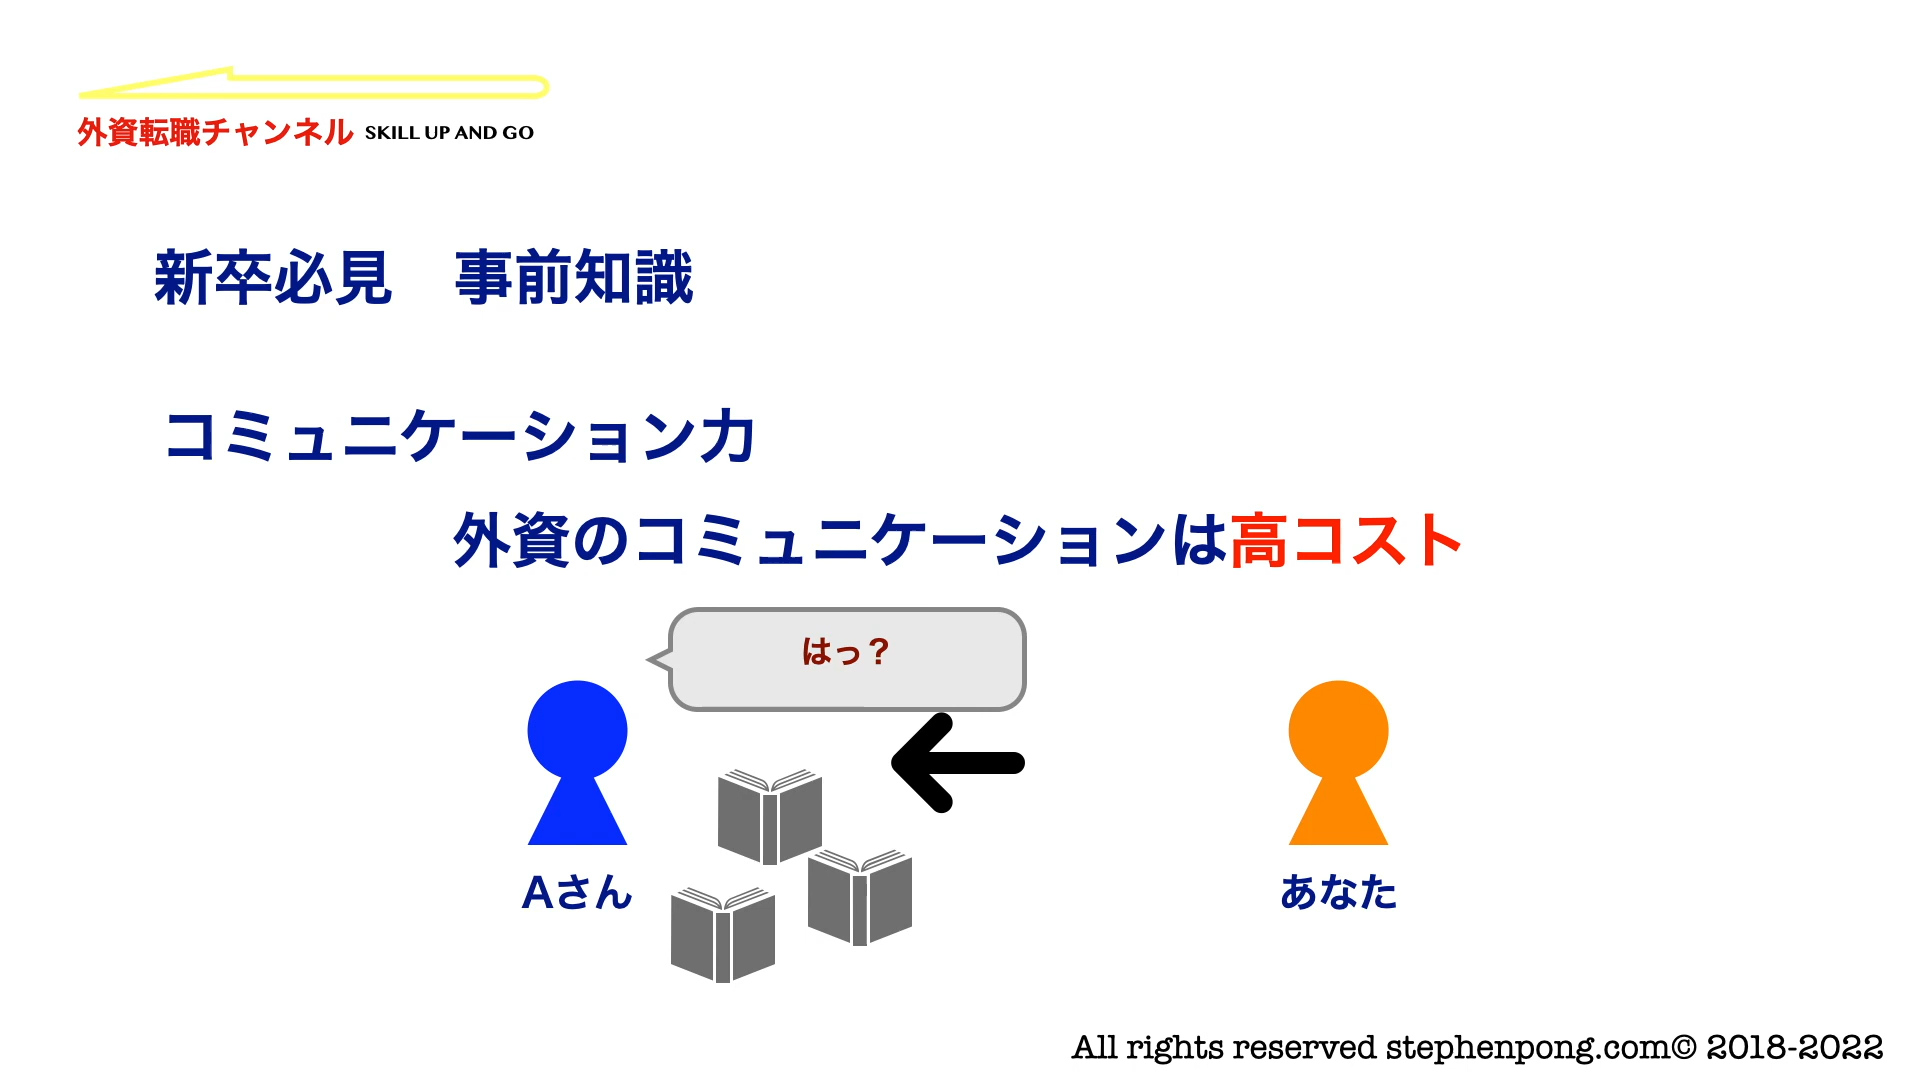 外資転職チャンネル SKILL UP AND GO
新卒必見　事前知識
コミュニケーション力
外資のコミュニケーションは高コスト
はっ？
Aさん
あなた
All rights reserved stephenpong.com© 2018-2022